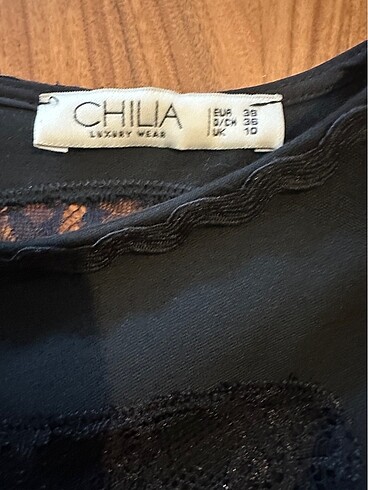 CHILIA
LUXURY WEAR
EUR 38
D/CH 36
UK 10